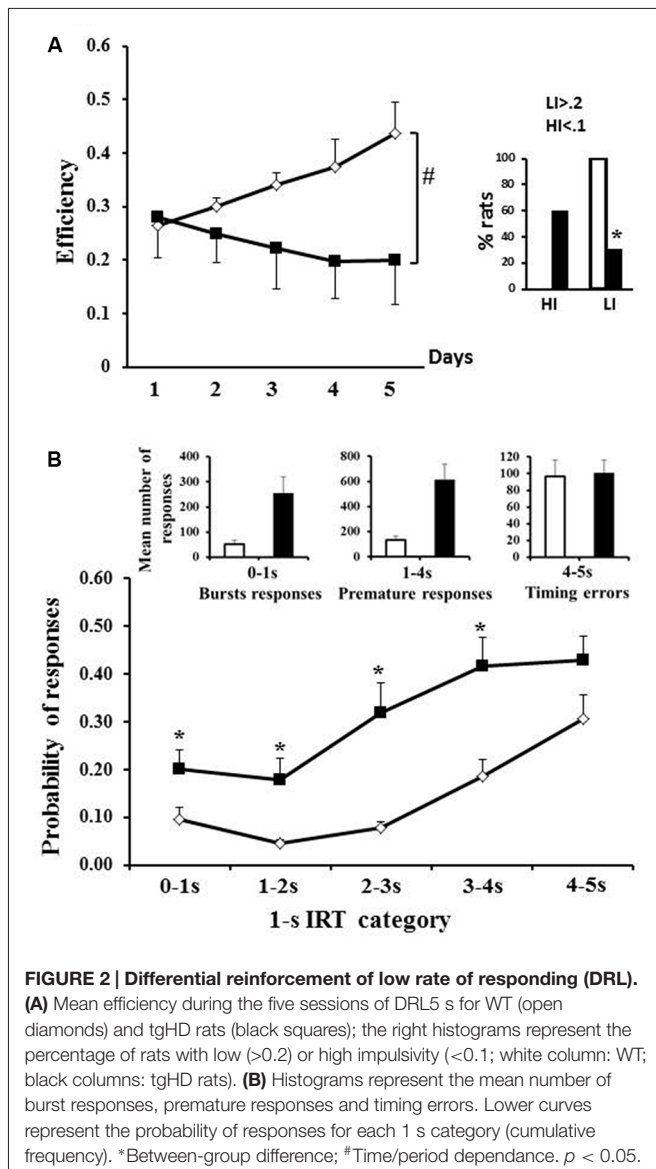 A
0.6
0.5
0.4
0.3
0.2
0.1
0
Efficiency
1 2 3 4 5
Days
#
LI>.2
HI<.1
% rats
100
80
60
40
20
0
*
HI LI
B
Mean number of
responses
400
300
200
100
0
0-1s
Bursts responses
800
600
400
200
0
1-4s
Premature responses
120
100
80
60
40
20
0
4-5s
Timing errors
Probability of responses
0.60
0.50
0.40
0.30
0.20
0.10
0.00
* * * *
0-1s 1-2s 2-3s 3-4s 4-5s
1-s IRT category
FIGURE 2 | Differential reinforcement of low rate of responding (DRL).
(A) Mean efficiency during the five sessions of DRL5 s for WT (open
diamonds) and tgHD rats (black squares); the right histograms represent the
percentage of rats with low (>0.2) or high impulsivity (<0.1; white column: WT;
black columns: tgHD rats). (B) Histograms represent the mean number of
burst responses, premature responses and timing errors. Lower curves
represent the probability of responses for each 1 s category (cumulative
frequency). *Between-group difference; #Time/period dependance. p < 0.05.